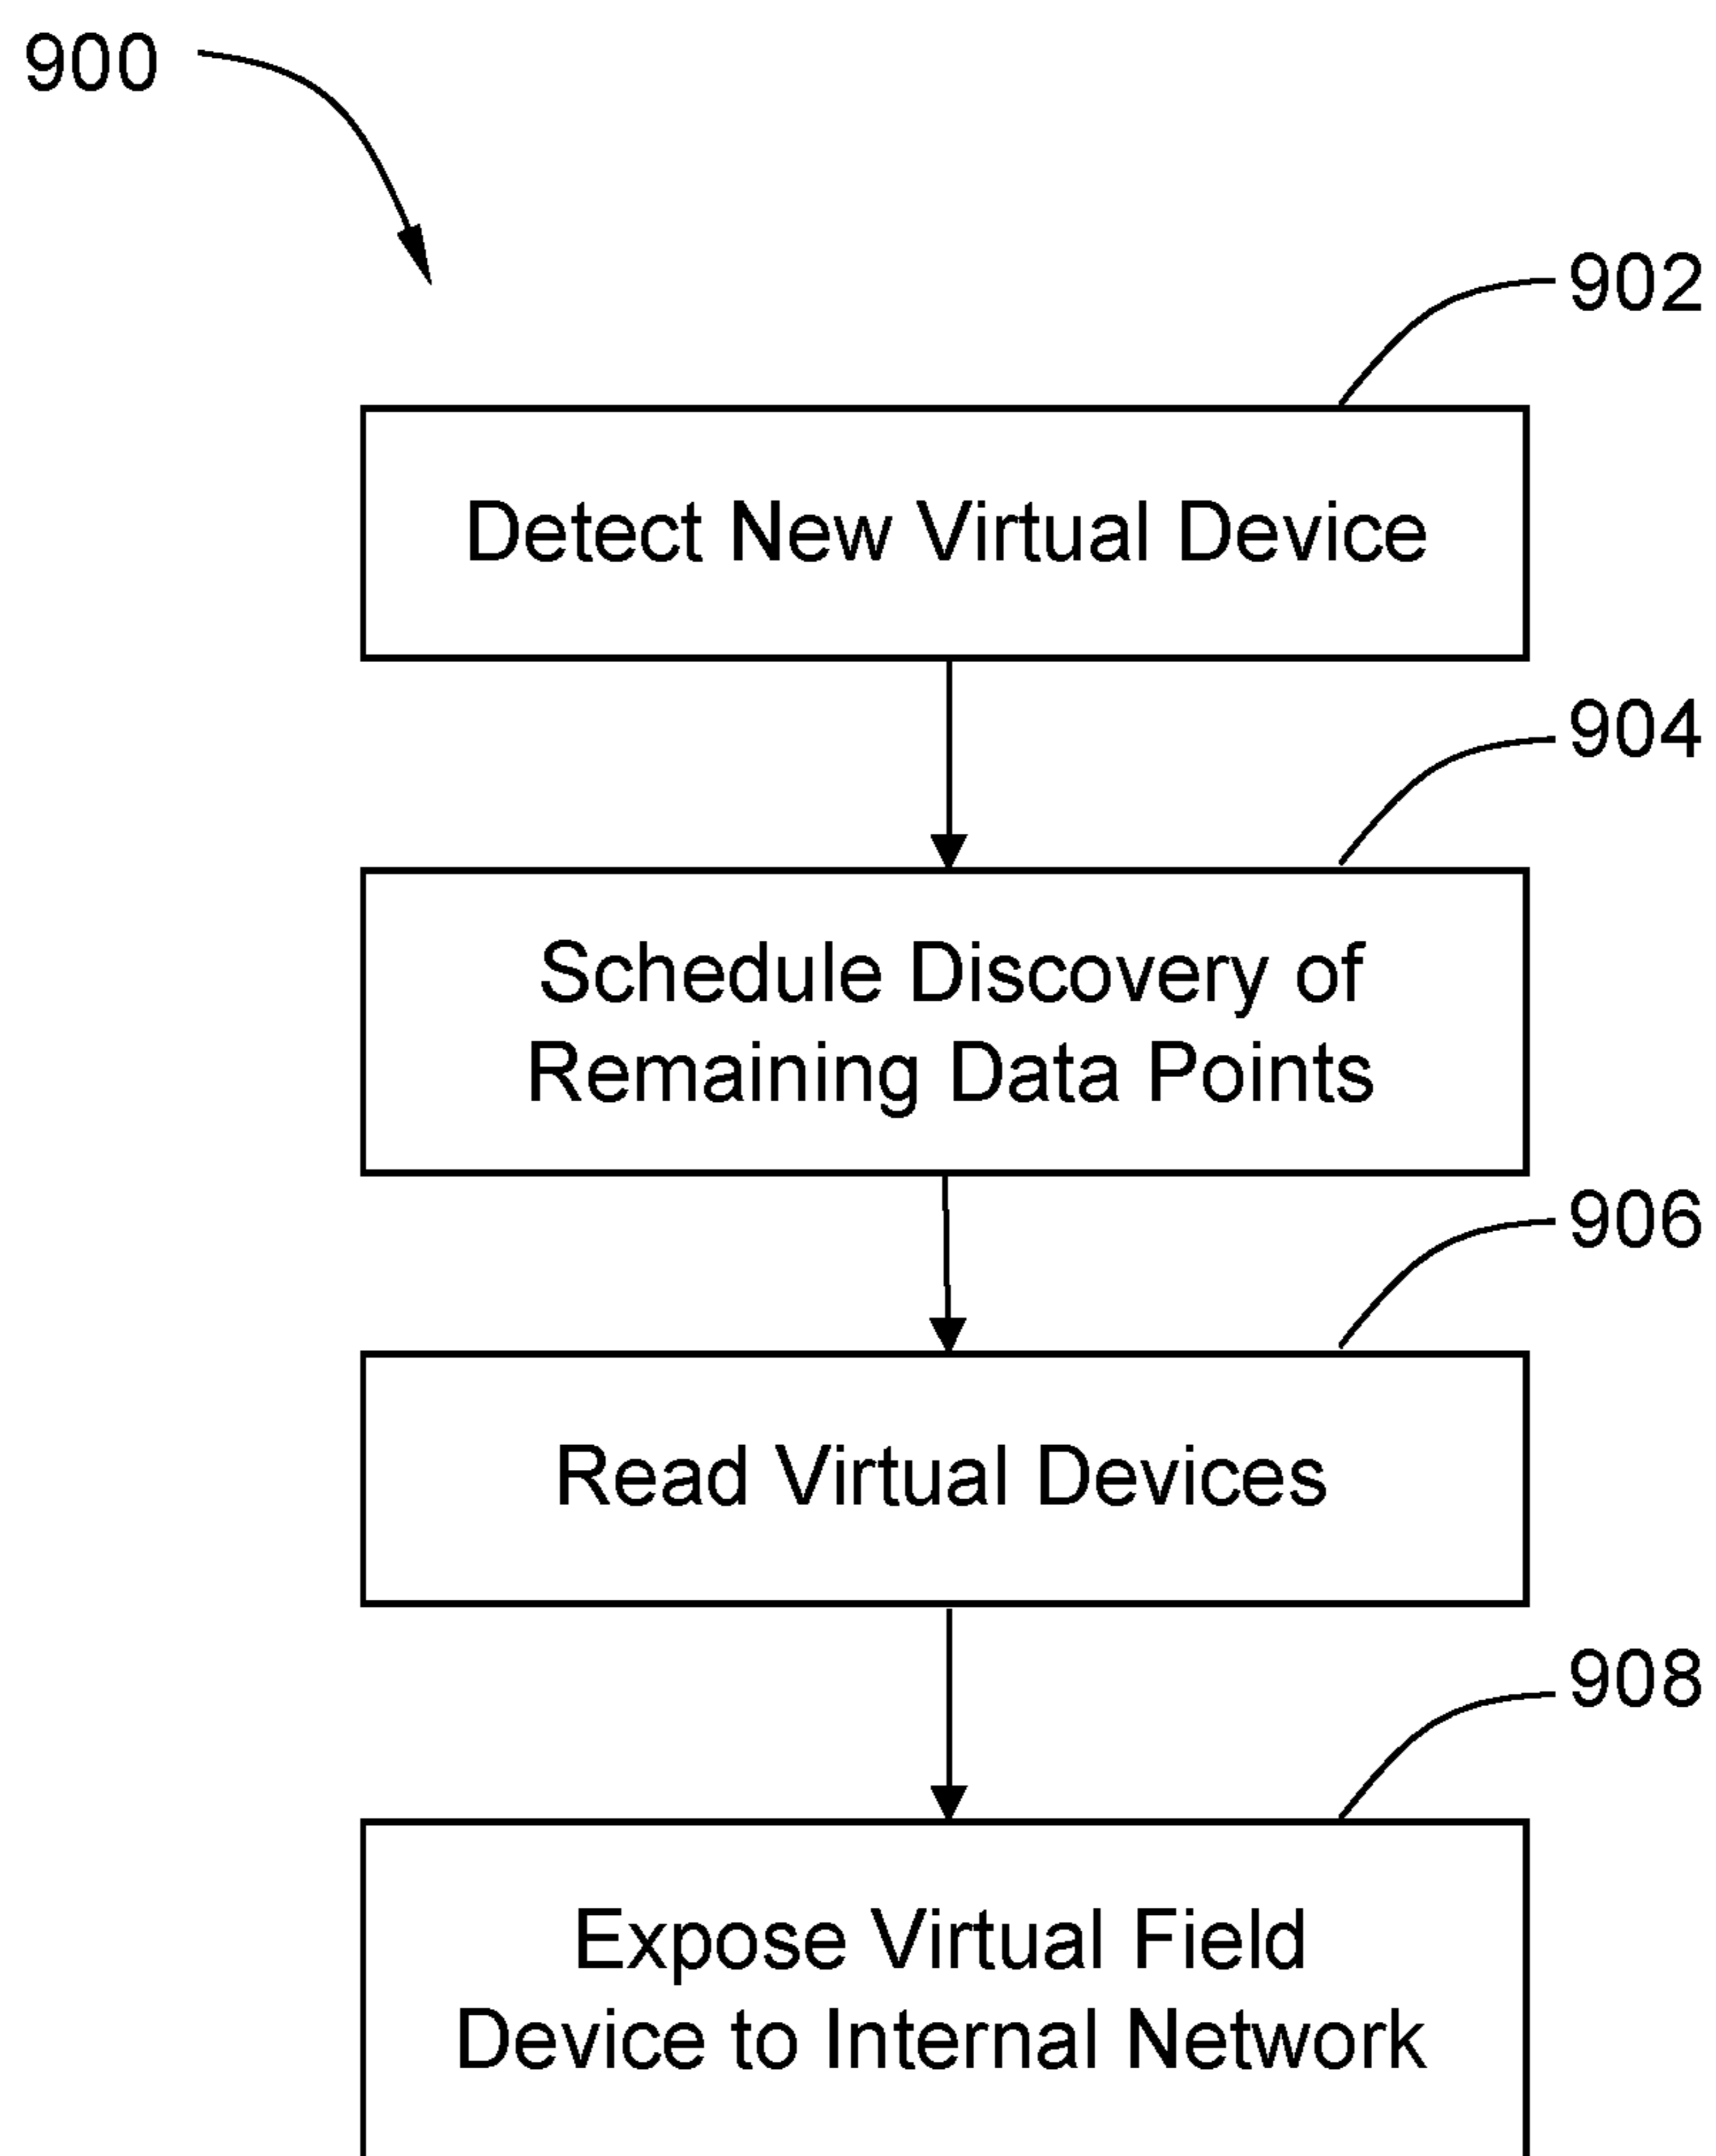 900
902
Detect New Virtual Device
904
Schedule Discovery of
Remaining Data Points
906
Read Virtual Devices
908
Expose Virtual Field
Device to Internal Network